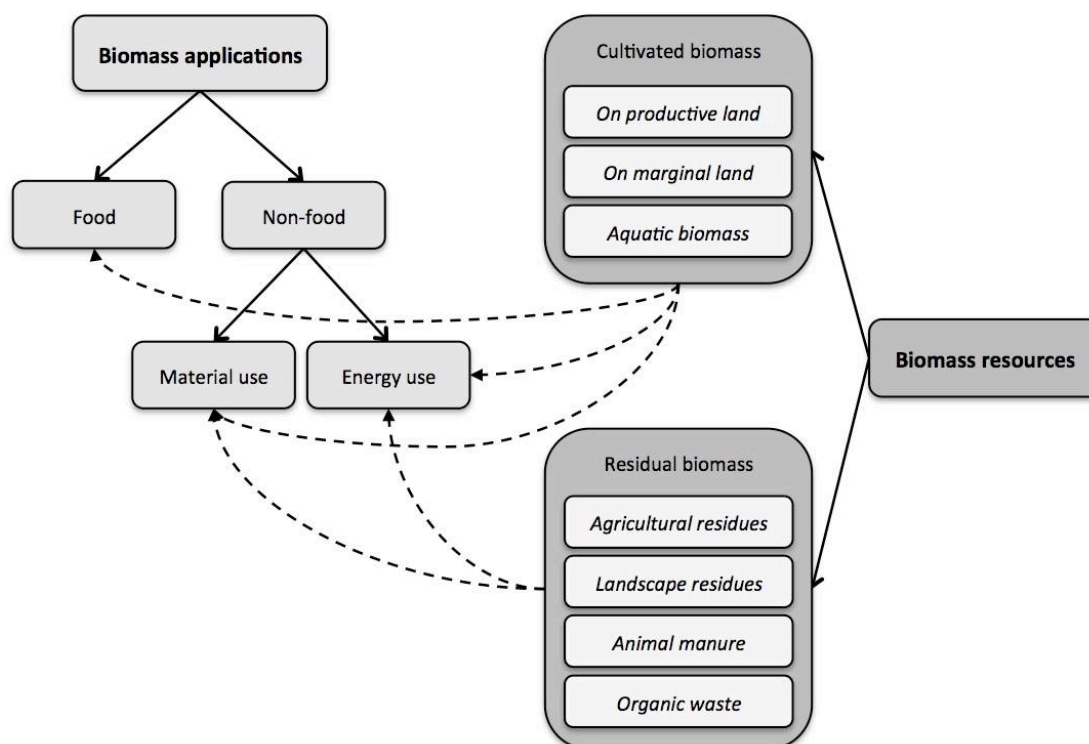 Biomass applications
Food
Non-food
Material use
Energy use
Cultivated biomass
On productive land
On marginal land
Aquatic biomass
Biomass resources
Residual biomass
Agricultural residues
Landscape residues
Animal manure
Organic waste